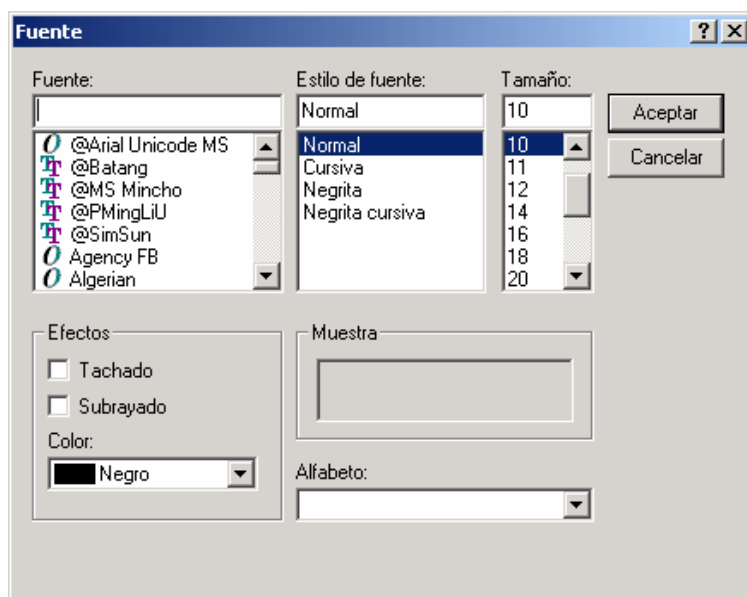 Fuente
Fuente:
Estilo de fuente:
Tamaño:
Normal
10
Aceptar
Cancelar
@Arial Unicode MS
@Batang
@MS Mincho
@PMingLiU
@SimSun
Agency FB
Algerian
Normal
Cursiva
Negrita
Negrita cursiva
10
11
12
14
16
18
20
Efectos
Tachado
Subrayado
Color:
Negro
Muestra
Alfabeto: